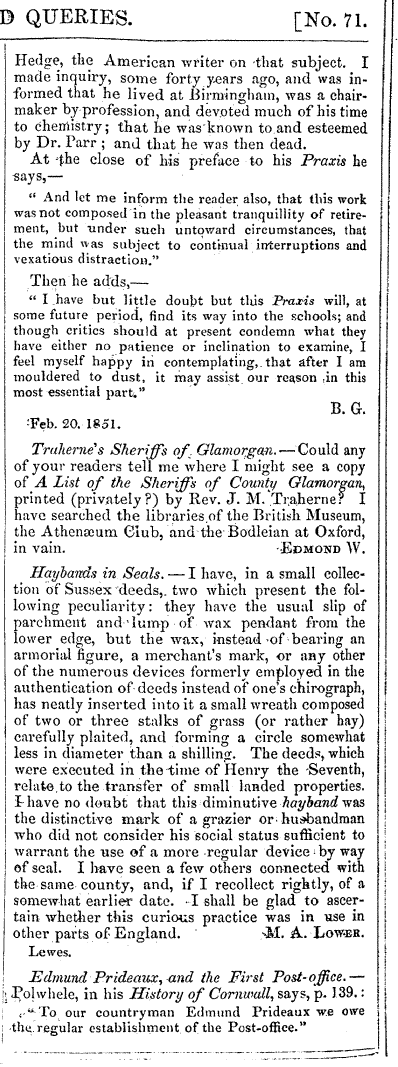 D QUERIES. [No. 71.
Hedge, the American writer on that subject. I
made inquiry, some forty years ago, and was in-
formed that he lived at Birmingham, was a chair-
maker by profession, and devoted much of his time
to chemistry; that he was known to and esteemed
by Dr. Parr; and that he was then dead.
At the close of his preface to his Praxis he
says,—
"And let me inform the reader also, that this work
was not composed in the pleasant tranquillity of retire-
ment, but under such untoward circumstances, that
the mind was subject to continual interruptions and
vexatious distraction."
Then he adds,—
"I have but little doubt but this Praxis will, at
some future period, find its way into the schools; and
though critics should at present condemn what they
have either no patience or inclination to examine, I
feel myself happy in contemplating, that after I am
mouldered to dust, it may assist our reason in this
most essential part."
B. G.
Feb. 20. 1851.
Traherne's Sheriffs of Glamorgan.—Could any
of your readers tell me where I might see a copy
of A List of the Sheriffs of County Glamorgan,
printed (privately?) by Rev. J. M. Traherne? I
have searched the libraries of the British Museum,
the Athenæum Club, and the Bodleian at Oxford,
in vain. EDMOND W.
Haybands in Seals.—I have, in a small collec-
tion of Sussex deeds, two which present the fol-
lowing peculiarity: they have the usual slip of
parchment and lump of wax pendant from the
lower edge, but the wax, instead of bearing an
armorial figure, a merchant's mark, or any other
of the numerous devices formerly employed in the
authentication of deeds instead of one's chirograph,
has neatly inserted into it a small wreath composed
of two or three stalks of grass (or rather hay)
carefully plaited, and forming a circle somewhat
less in diameter than a shilling. The deeds, which
were executed in the time of Henry the Seventh,
relate to the transfer of small landed properties.
I have no doubt that this diminutive hayband was
the distinctive mark of a grazier or husbandman
who did not consider his social status sufficient to
warrant the use of a more regular device by way
of seal. I have seen a few others connected with
the same county, and, if I recollect rightly, of a
somewhat earlier date. I shall be glad to ascer-
tain whether this curious practice was in use in
other parts of England. M. A. LOWER.
Lewes.
Edmund Prideaux, and the First Post-office.—
Polwhele, in his History of Cornwall, says, p. 139.:
"To our countryman Edmund Prideaux we owe
the regular establishment of the Post-office."